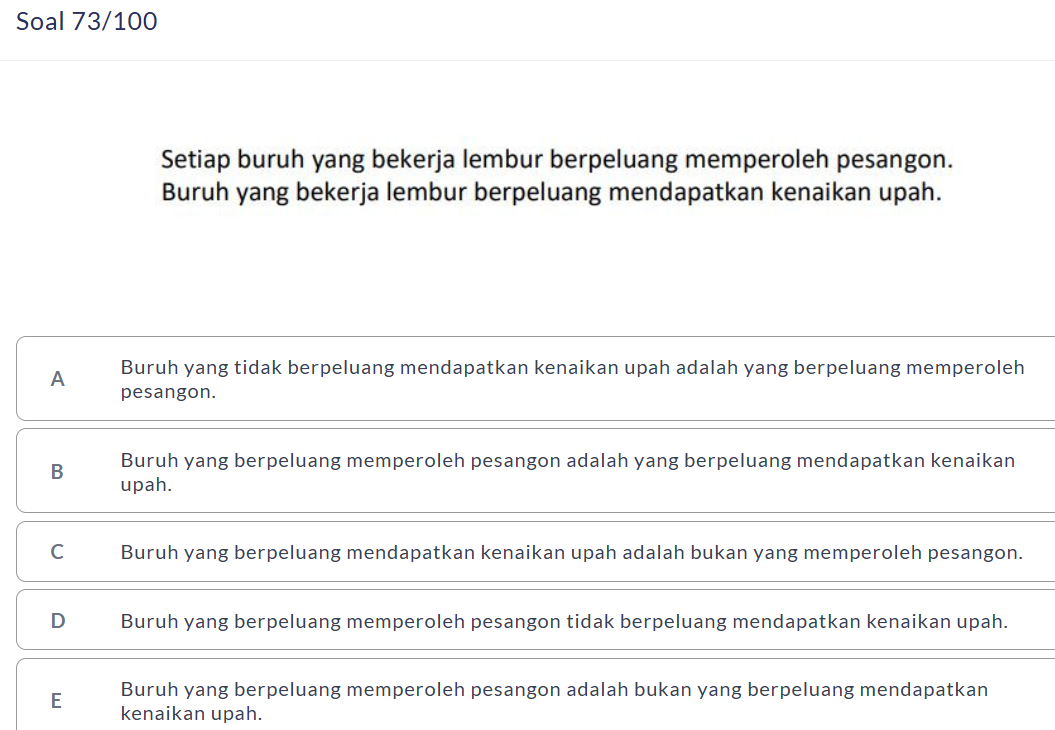 Soal 73/100
Setiap buruh yang bekerja lembur berpeluang memperoleh pesangon.
Buruh yang bekerja lembur berpeluang mendapatkan kenaikan upah.
A
Buruh yang tidak berpeluang mendapatkan kenaikan upah adalah yang berpeluang memperoleh
pesangon.
B
Buruh yang berpeluang memperoleh pesangon adalah yang berpeluang mendapatkan kenaikan
upah.
C
Buruh yang berpeluang mendapatkan kenaikan upah adalah bukan yang memperoleh pesangon.
D
Buruh yang berpeluang memperoleh pesangon tidak berpeluang mendapatkan kenaikan upah.
E
Buruh yang berpeluang memperoleh pesangon adalah bukan yang berpeluang mendapatkan
kenaikan upah.